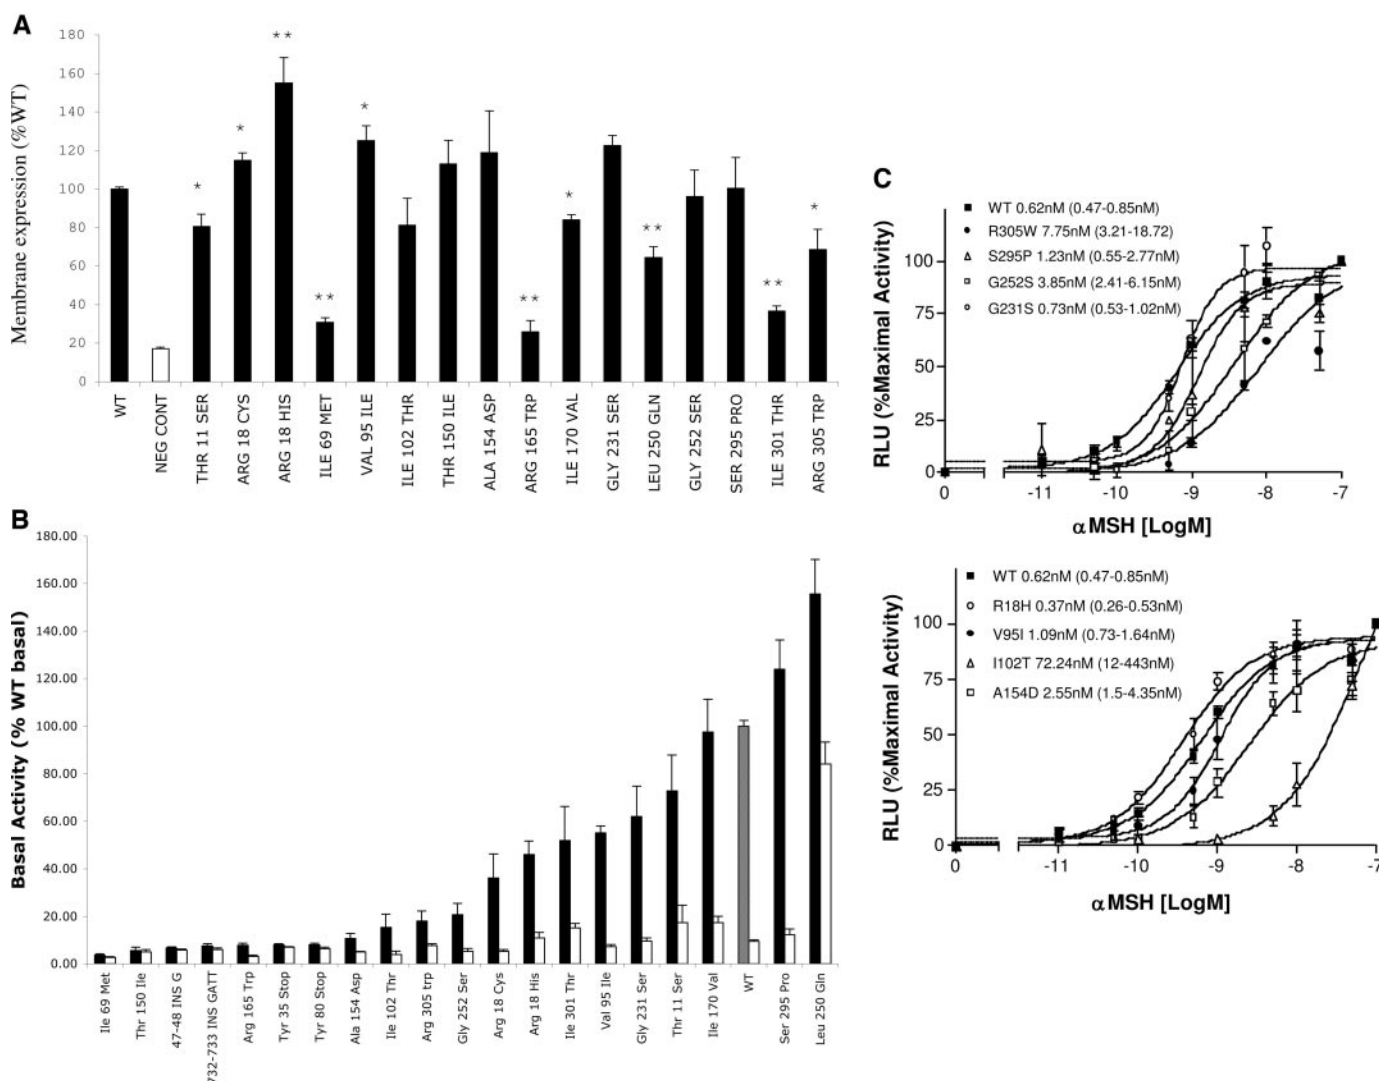 A
Membrane expression (%WT)
180
160
140
120
100
80
60
40
20
0
**
*
*
*
**
**
*
**
**
*
WT
NEG CONT
THR 11 SER
ARG 18 CYS
ARG 18 HIS
ILE 69 MET
VAL 95 ILE
ILE 102 THR
THR 150 ILE
ALA 154 ASP
ARG 165 TRP
ILE 170 VAL
GLY 231 SER
LEU 250 GLN
GLY 252 SER
SER 295 PRO
ILE 301 THR
ARG 305 TRP
B
Basal Activity (% WT basal)
180.00
160.00
140.00
120.00
100.00
80.00
60.00
40.00
20.00
0.00
Ile 69 Met
Thr 150 Ile
47-48 INS G
732-733 INS GATT
Arg 165 Trp
Tyr 35 Stop
Tyr 80 Stop
Ala 154 Asp
Ile 102 Thr
Arg 305 trp
Gly 252 Ser
Arg 18 Cys
Arg 18 His
Ile 301 Thr
Val 95 Ile
Gly 231 Ser
Thr 11 Ser
Ile 170 Val
WT
Ser 295 Pro
Leu 250 Gln
C
WT 0.62nM (0.47-0.85nM)
R305W 7.75nM (3.21-18.72)
S295P 1.23nM (0.55-2.77nM)
G252S 3.85nM (2.41-6.15nM)
G231S 0.73nM (0.53-1.02nM)
RLU (%Maximal Activity)
100
75
50
25
0
0 -11 -10 -9 -8 -7
αMSH [LogM]
WT 0.62nM (0.47-0.85nM)
R18H 0.37nM (0.26-0.53nM)
V95I 1.09nM (0.73-1.64nM)
I102T 72.24nM (12-443nM)
A154D 2.55nM (1.5-4.35nM)
RLU (%Maximal Activity)
100
75
50
25
0
0 -11 -10 -9 -8 -7
αMSH [LogM]